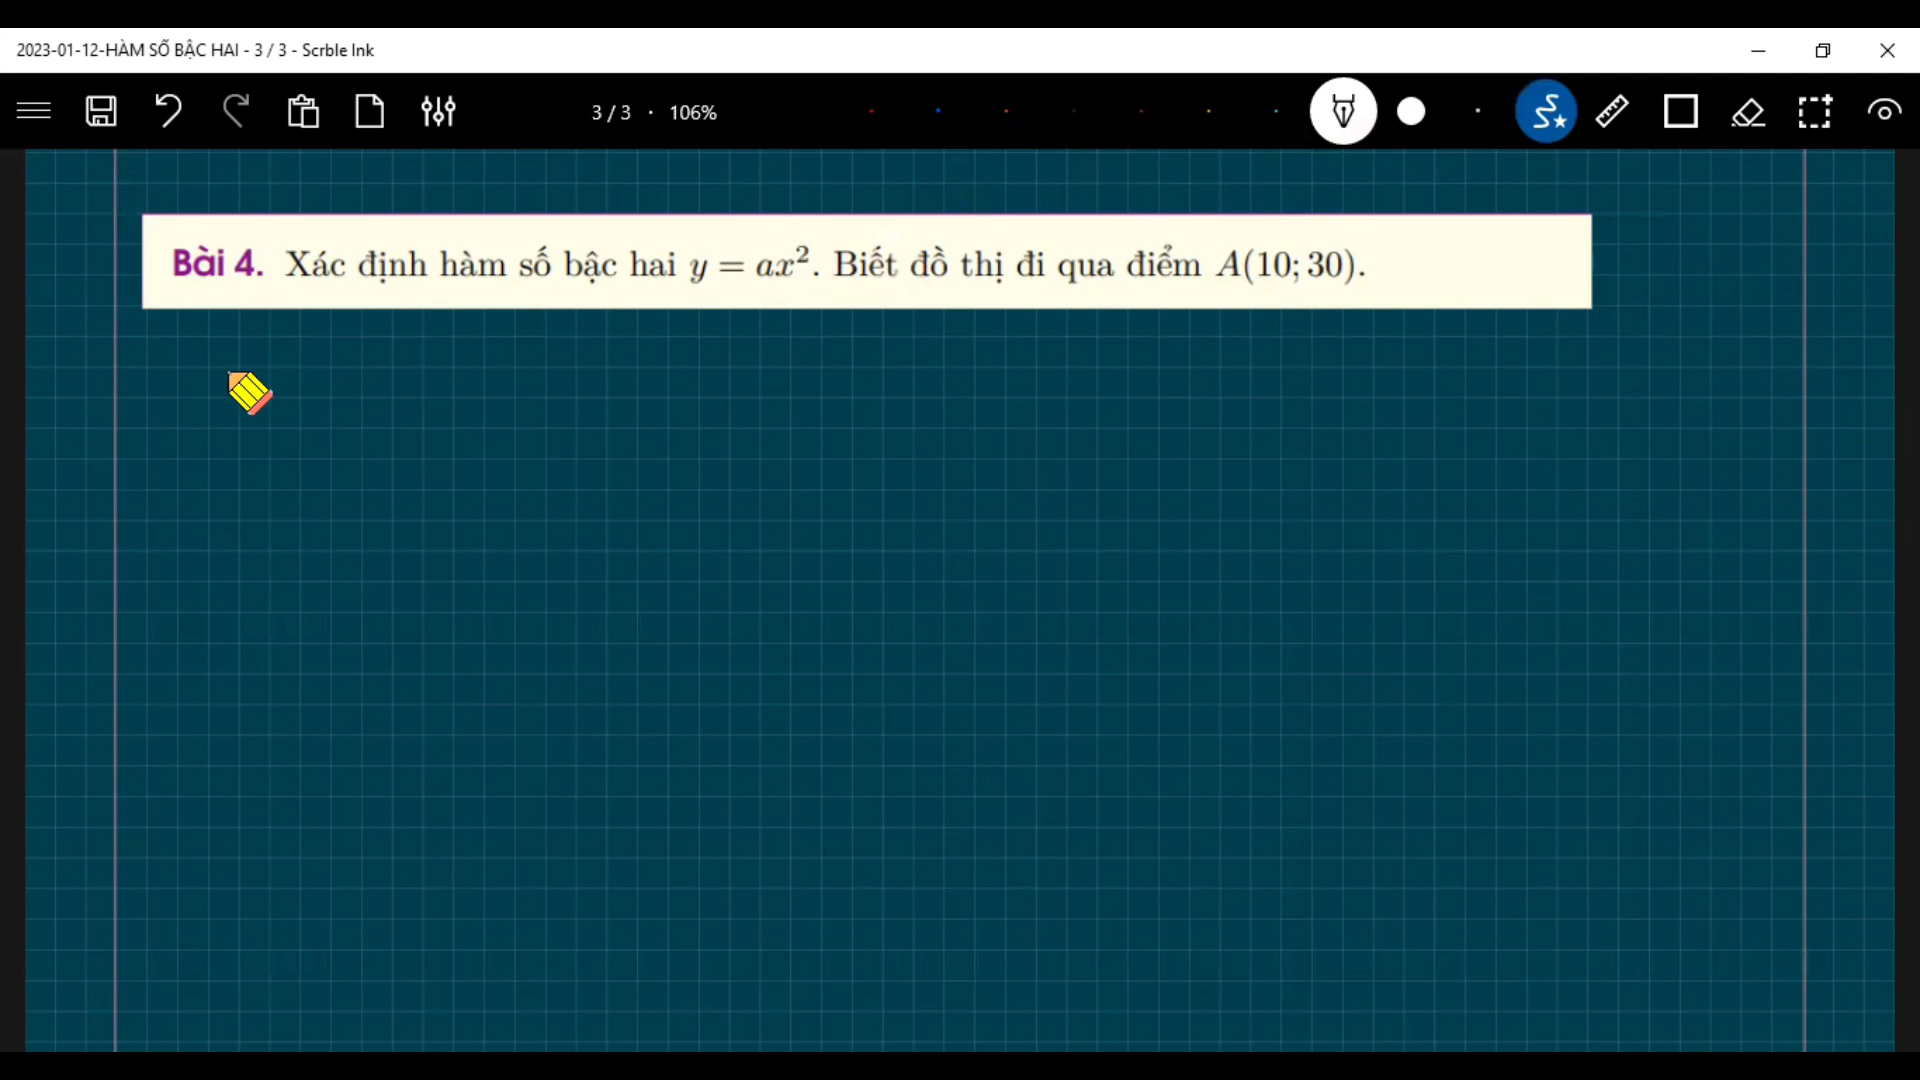 2023-01-12-HÀM SỐ BẬC HAI - 3 / 3 - Scrble Ink
3 / 3 · 106%
Bài 4. Xác định hàm số bậc hai y = ax². Biết đồ thị đi qua điểm A(10; 30).